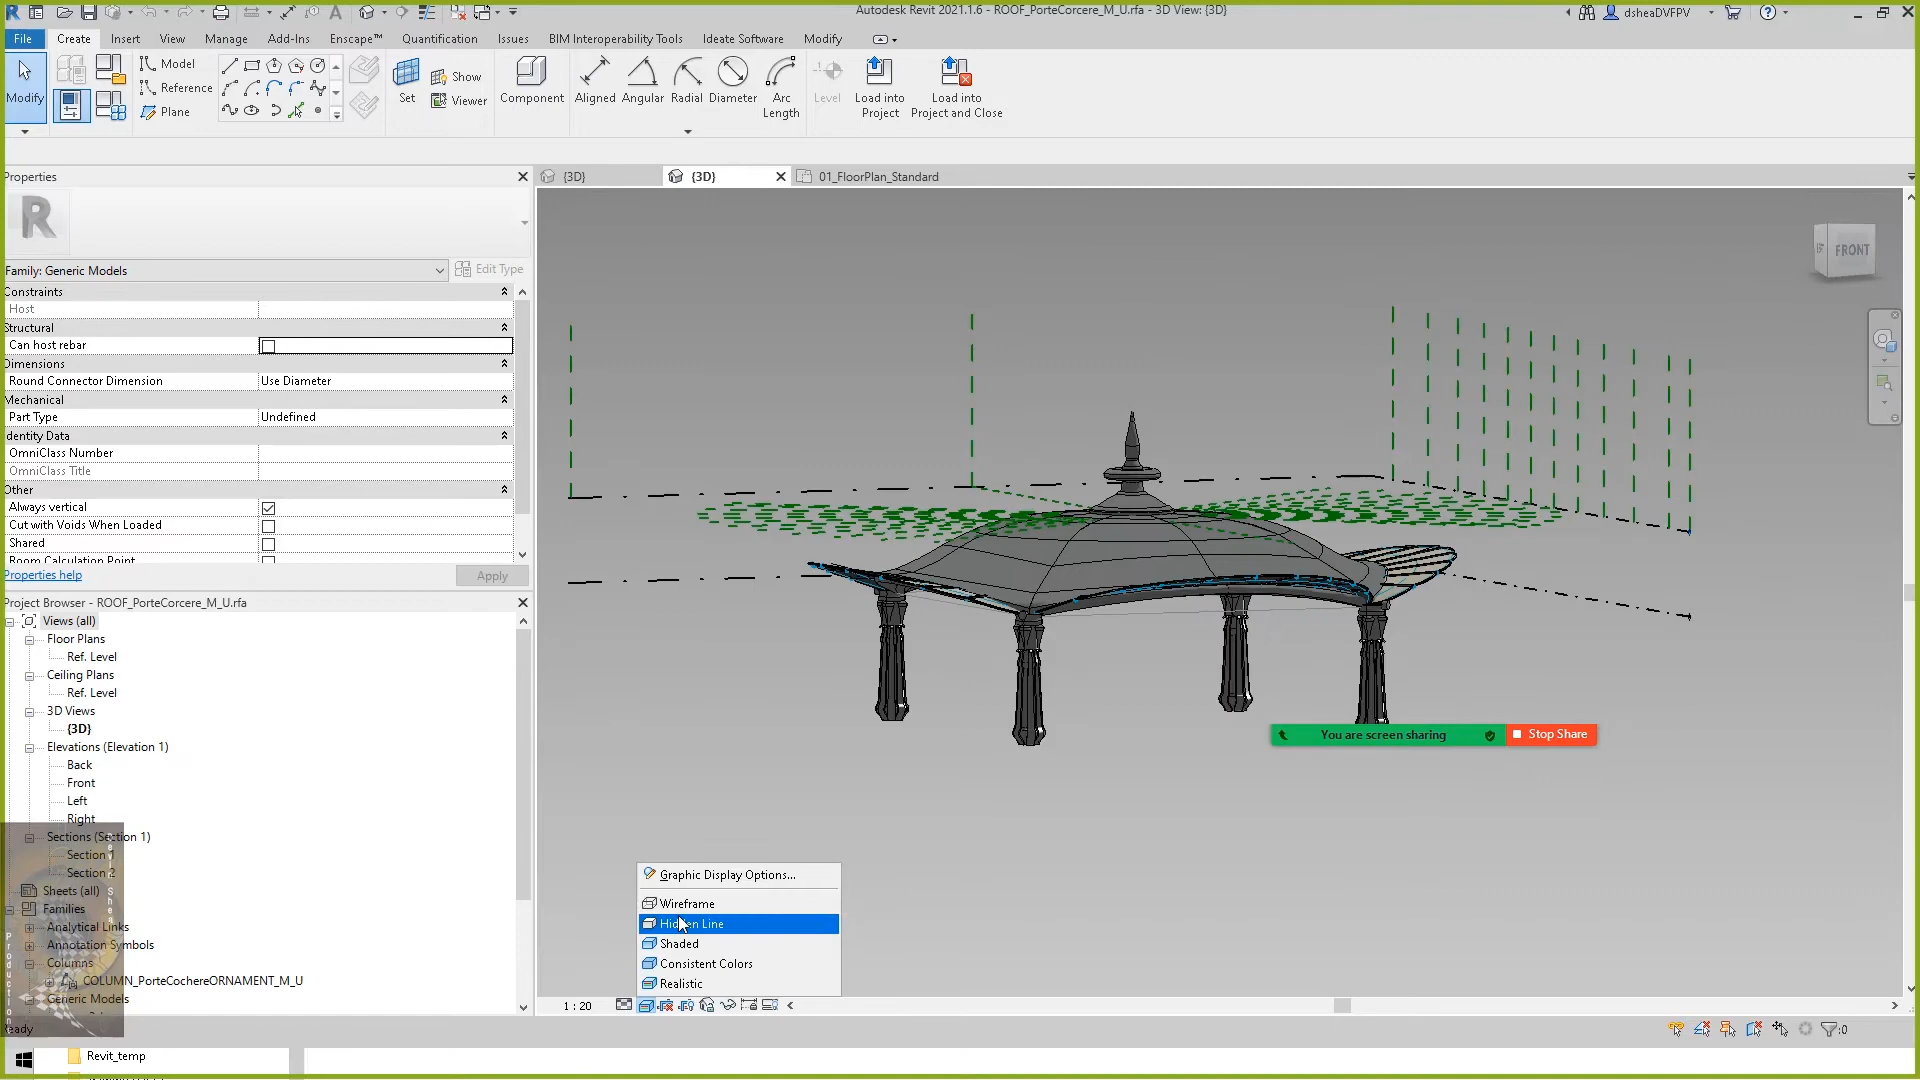 Autodesk Revit 2021.1.6 - ROOF_PorteCorcere_M_U.rfa - 3D View: {3D}
dsheaDVFPV
File Create Insert View Manage Add-Ins Enscape™ Quantification Issues BIM Interoperability Tools Ideate Software Modify
Modify
Model
Reference
Plane
Set
Show
Viewer
Component
Aligned Angular Radial Diameter Arc Length
Level
Load into Project
Load into Project and Close
Properties
{3D}
{3D}
01_FloorPlan_Standard
R
Family: Generic Models
Edit Type
Constraints
Host
Structural
Can host rebar
Dimensions
Round Connector Dimension Use Diameter
Mechanical
Part Type Undefined
Identity Data
OmniClass Number
OmniClass Title
Other
Always vertical
Cut with Voids When Loaded
Shared
Room Calculation Point
Properties help
Apply
FRONT
Project Browser - ROOF_PorteCorcere_M_U.rfa
Views (all)
Floor Plans
Ref. Level
Ceiling Plans
Ref. Level
3D Views
{3D}
Elevations (Elevation 1)
Back
Front
Left
Right
Sections (Section 1)
Section 1
Section 2
Sheets (all)
Families
Analytical Links
Annotation Symbols
Columns
COLUMN_PorteCochereORNAMENT_M_U
Generic Models
You are screen sharing
Stop Share
Graphic Display Options...
Wireframe
Hidden Line
Shaded
Consistent Colors
Realistic
1 : 20
Ready
:0
Revit_temp